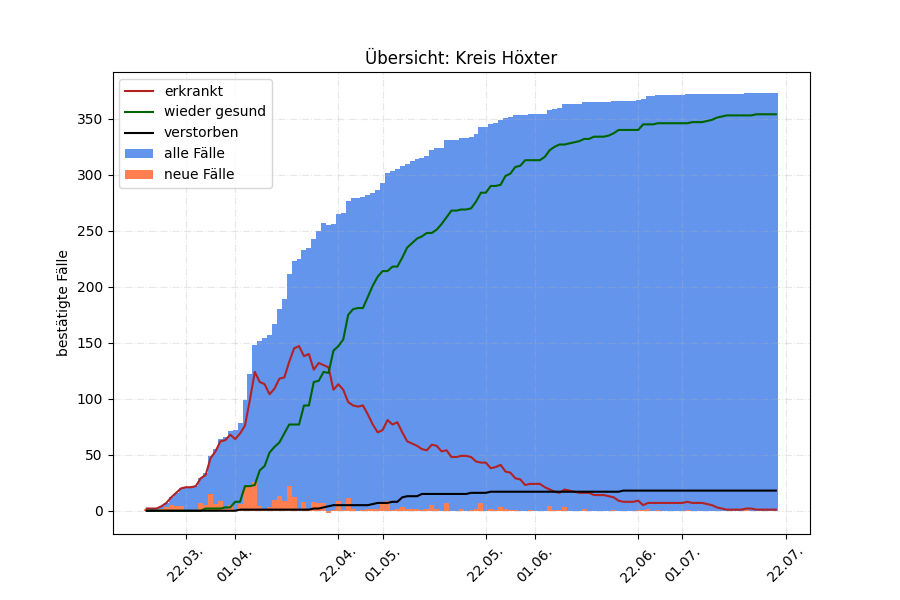 Übersicht: Kreis Höxter
erkrankt
wieder gesund
verstorben
alle Fälle
neue Fälle
bestätigte Fälle
350
300
250
200
150
100
50
0
22.03.
01.04.
22.04.
01.05.
22.05.
01.06.
22.06.
01.07.
22.07.